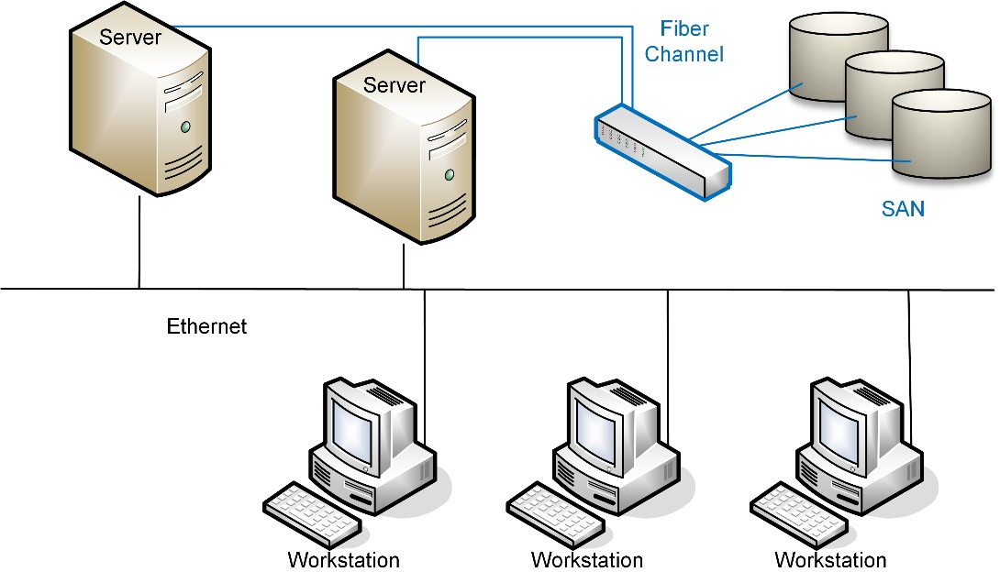 Server
Server
Fiber
Channel
SAN
Ethernet
Workstation
Workstation
Workstation